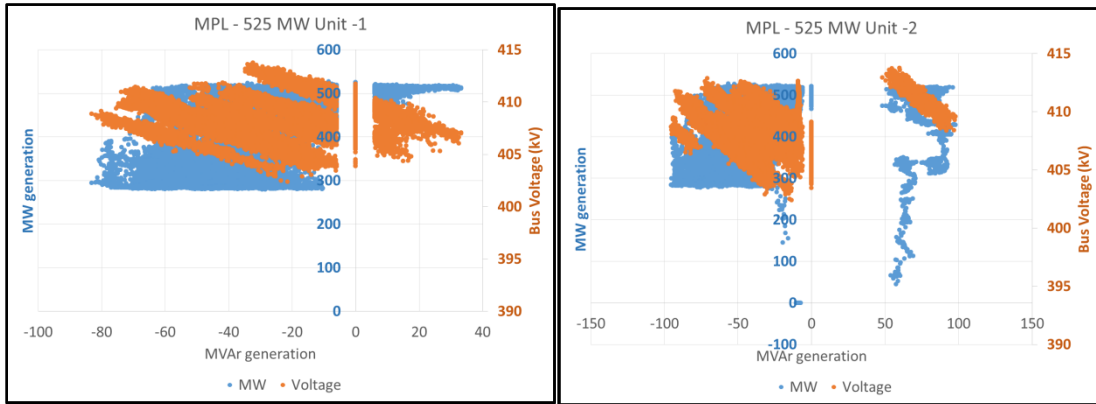 MPL - 525 MW Unit -1
600
500
400
300
200
100
0
415
410
405
400
395
390
MW generation
Bus Voltage (kV)
-100 -80 -60 -40 -20 0 20 40
MVAr generation
MW Voltage
MPL - 525 MW Unit -2
600
500
400
300
200
100
0
-100
415
410
405
400
395
390
MW generation
Bus Voltage (kV)
-150 -100 -50 0 50 100 150
MVAr generation
MW Voltage